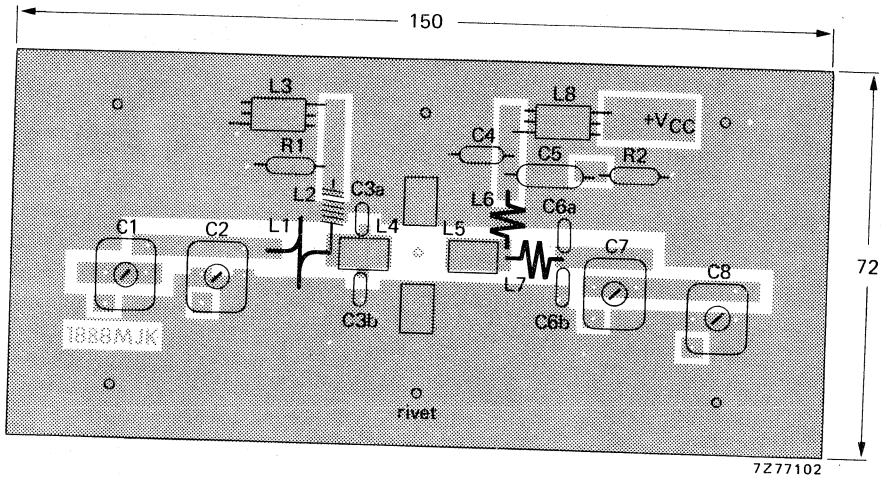 150
L3
L8
+VCC
R1
C4
C5
R2
L2
C3a
L6
C6a
C1
C2
L1
L4
L5
C7
C8
72
L7
C3b
C6b
1888MJK
rivet
7Z77102